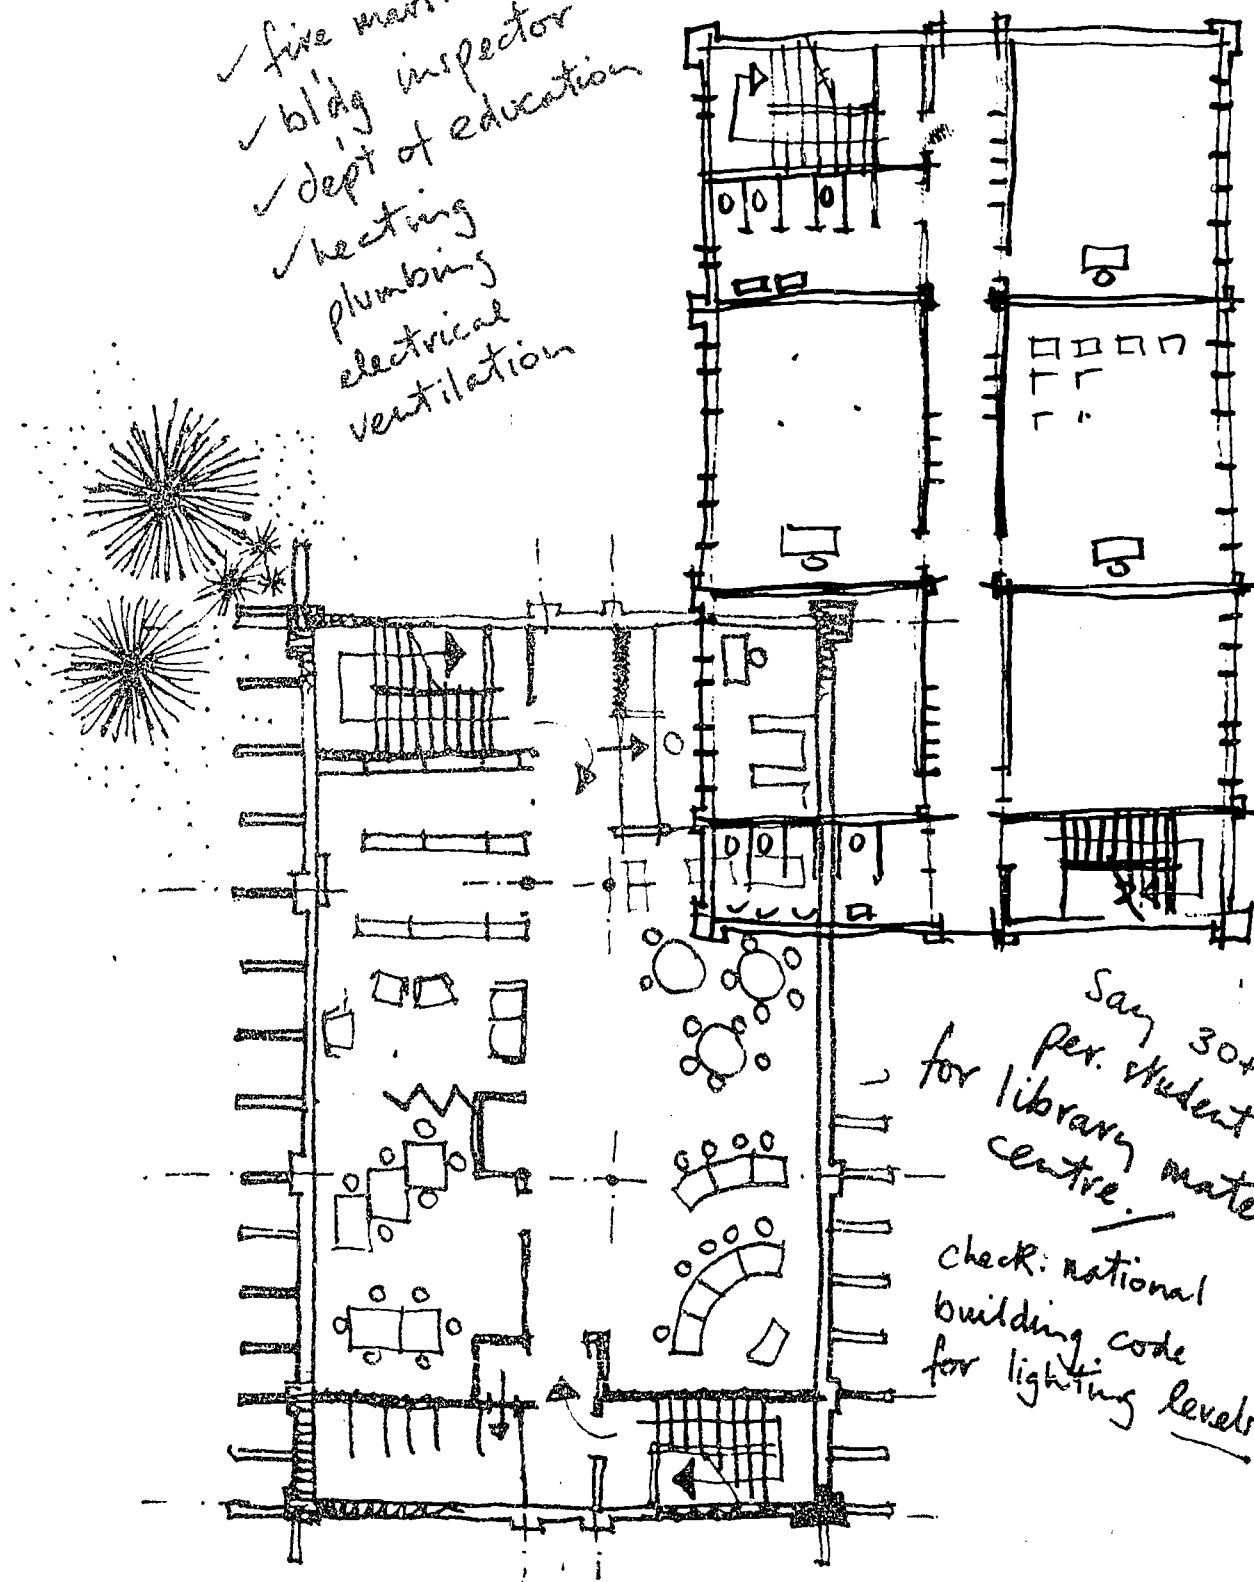 ✓ fire
✓ bldg inspector
✓ dept of education
✓ heating
plumbing
electrical
ventilation
Say 30
per. student
for library
centre.
check: national
building code
for lighting levels